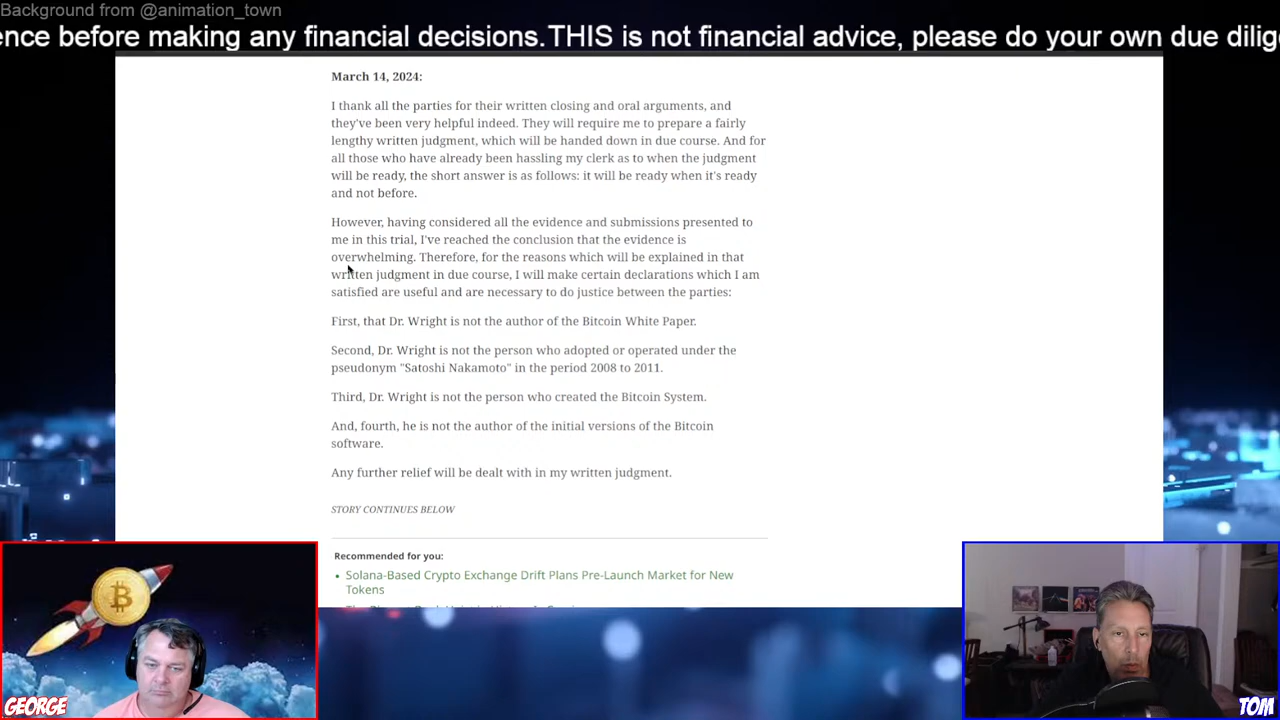 Background from @animation_town
ence before making any financial decisions.THIS is not financial advice, please do your own due dilig
March 14, 2024:
I thank all the parties for their written closing and oral arguments, and
they've been very helpful indeed. They will require me to prepare a fairly
lengthy written judgment, which will be handed down in due course. And for
all those who have already been hassling my clerk as to when the judgment
will be ready, the short answer is as follows: it will be ready when it's ready
and not before.
However, having considered all the evidence and submissions presented to
me in this trial, I've reached the conclusion that the evidence is
overwhelming. Therefore, for the reasons which will be explained in that
written judgment in due course, I will make certain declarations which I am
satisfied are useful and are necessary to do justice between the parties:
First, that Dr. Wright is not the author of the Bitcoin White Paper.
Second, Dr. Wright is not the person who adopted or operated under the
pseudonym "Satoshi Nakamoto" in the period 2008 to 2011.
Third, Dr. Wright is not the person who created the Bitcoin System.
And, fourth, he is not the author of the initial versions of the Bitcoin
software.
Any further relief will be dealt with in my written judgment.
STORY CONTINUES BELOW
Recommended for you:
• Solana-Based Crypto Exchange Drift Plans Pre-Launch Market for New
Tokens
GEORGE
TOM